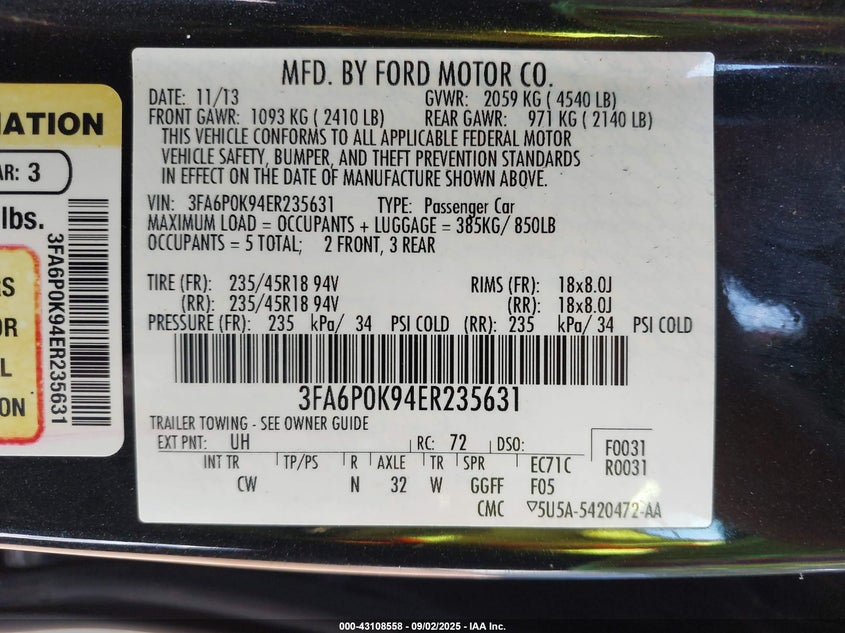 MFD. BY FORD MOTOR CO.
DATE: 11/13 GVWR: 2059 KG ( 4540 LB)
FRONT GAWR: 1093 KG ( 2410 LB) REAR GAWR: 971 KG ( 2140 LB)
THIS VEHICLE CONFORMS TO ALL APPLICABLE FEDERAL MOTOR
VEHICLE SAFETY, BUMPER, AND THEFT PREVENTION STANDARDS
IN EFFECT ON THE DATE OF MANUFACTURE SHOWN ABOVE.
VIN: 3FA6P0K94ER235631 TYPE: Passenger Car
MAXIMUM LOAD = OCCUPANTS + LUGGAGE = 385KG/ 850LB
OCCUPANTS = 5 TOTAL; 2 FRONT, 3 REAR
TIRE (FR): 235/45R18 94V RIMS (FR): 18x8.0J
(RR): 235/45R18 94V (RR): 18x8.0J
PRESSURE (FR): 235 kPa/ 34 PSI COLD (RR): 235 kPa/ 34 PSI COLD
3FA6P0K94ER235631
TRAILER TOWING - SEE OWNER GUIDE
EXT PNT: UH RC: 72 DSO: F0031
R0031
INT TR TP/PS R AXLE TR SPR EC71C
CW N 32 W GGFF F05
CMC ▽5U5A-5420472-AA
MATION
AR: 3
lbs.
3FA6P0K94ER235631
RS
OR
L
ON
000-43108558 - 09/02/2025 - IAA Inc.